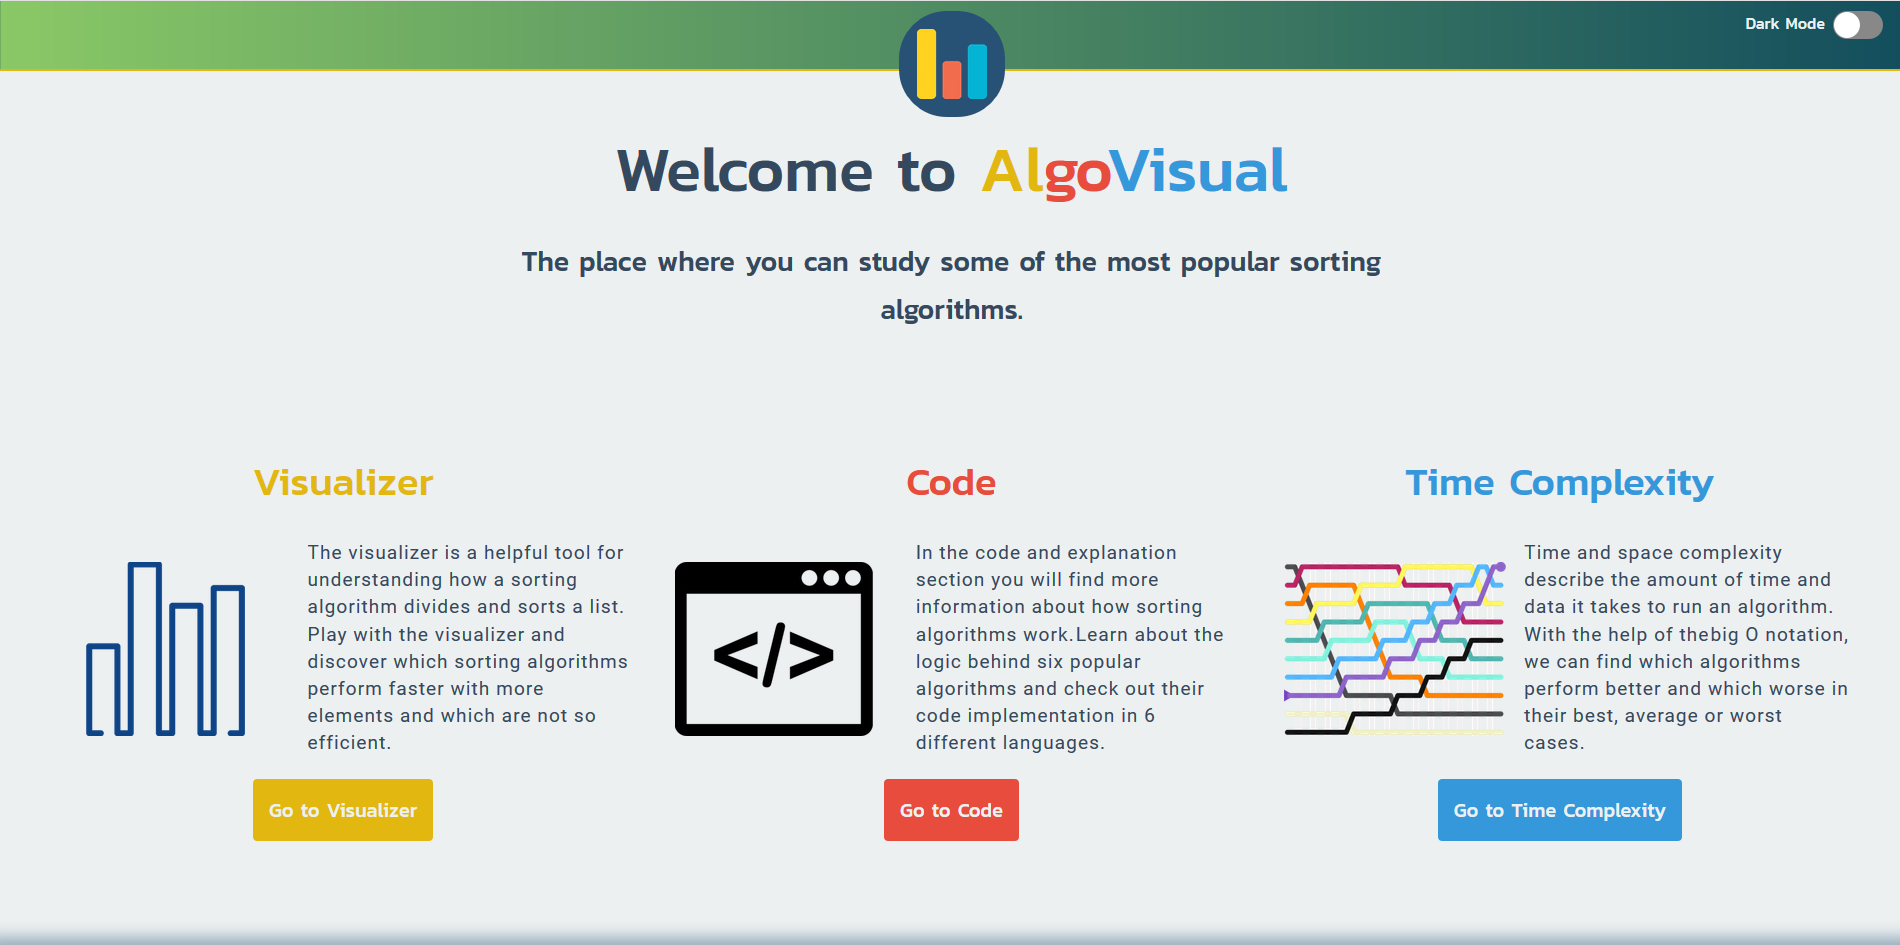 Dark Mode
Welcome to AlgoVisual
The place where you can study some of the most popular sorting
algorithms.
Visualizer
The visualizer is a helpful tool for
understanding how a sorting
algorithm divides and sorts a list.
Play with the visualizer and
discover which sorting algorithms
perform faster with more
elements and which are not so
efficient.
Go to Visualizer
Code
</>
In the code and explanation
section you will find more
information about how sorting
algorithms work.Learn about the
logic behind six popular
algorithms and check out their
code implementation in 6
different languages.
Go to Code
Time Complexity
Time and space complexity
describe the amount of time and
data it takes to run an algorithm.
With the help of thebig O notation,
we can find which algorithms
perform better and which worse in
their best, average or worst
cases.
Go to Time Complexity